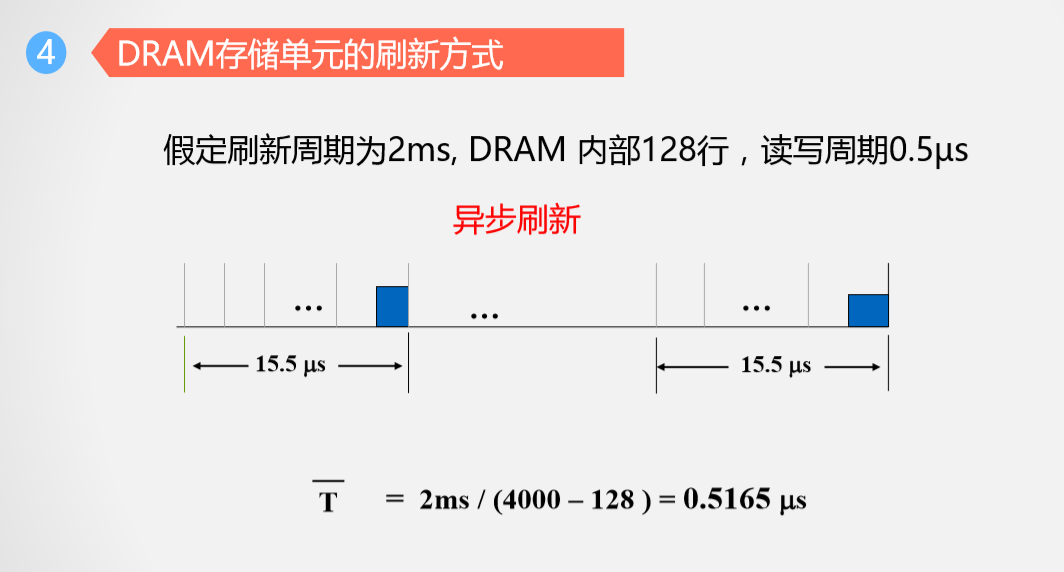 4
DRAM存储单元的刷新方式
假定刷新周期为2ms, DRAM 内部128行，读写周期0.5μs
异步刷新
... ... ...
15.5 μs 15.5 μs
T̅ = 2ms / (4000 – 128 ) = 0.5165 μs